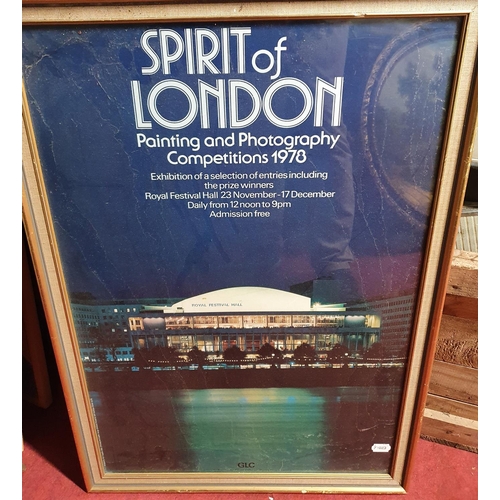 SPIRIT of
LONDON
Painting and Photography
Competitions 1978
Exhibition of a selection of entries including
the prize winners
Royal Festival Hall 23 November-17 December
Daily from 12 noon to 9pm
Admission free
ROYAL FESTIVAL HALL
GLC